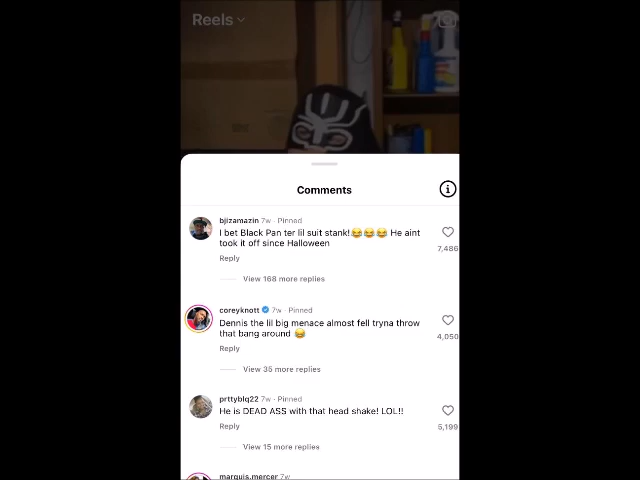 Reels
Comments
bjizamazin 7w · Pinned
I bet Black Pan ter lil suit stank!😂😂😂 He aint
took it off since Halloween
7,486
Reply
View 168 more replies
coreyknott 7w · Pinned
Dennis the lil big menace almost fell tryna throw
that bang around 😂
4,050
Reply
View 35 more replies
prttyblq22 7w · Pinned
He is DEAD ASS with that head shake! LOL!!
5,199
Reply
View 15 more replies
marquis.mercer 7w